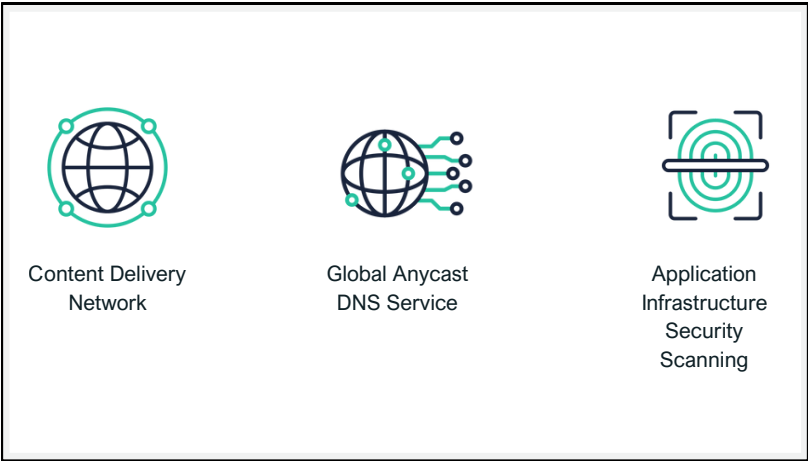 Content Delivery
Network
Global Anycast
DNS Service
Application
Infrastructure
Security
Scanning